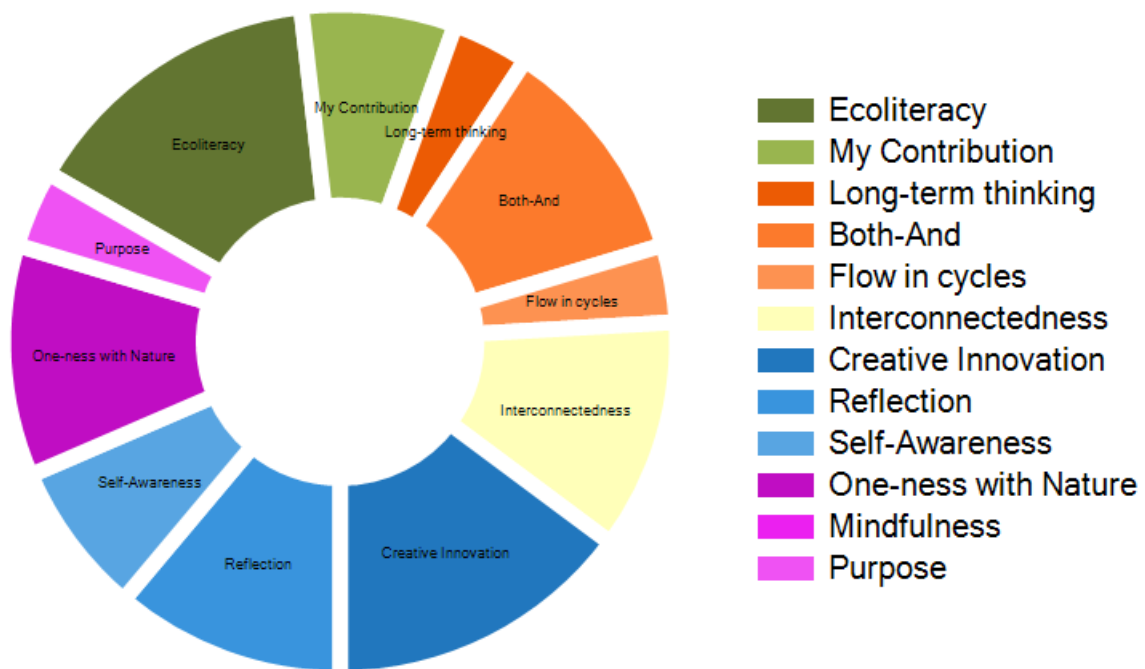 My Contribution
Long-term thinking
Ecoliteracy
Both-And
Purpose
Flow in cycles
One-ness with Nature
Interconnectedness
Self-Awareness
Creative Innovation
Reflection
Ecoliteracy
My Contribution
Long-term thinking
Both-And
Flow in cycles
Interconnectedness
Creative Innovation
Reflection
Self-Awareness
One-ness with Nature
Mindfulness
Purpose